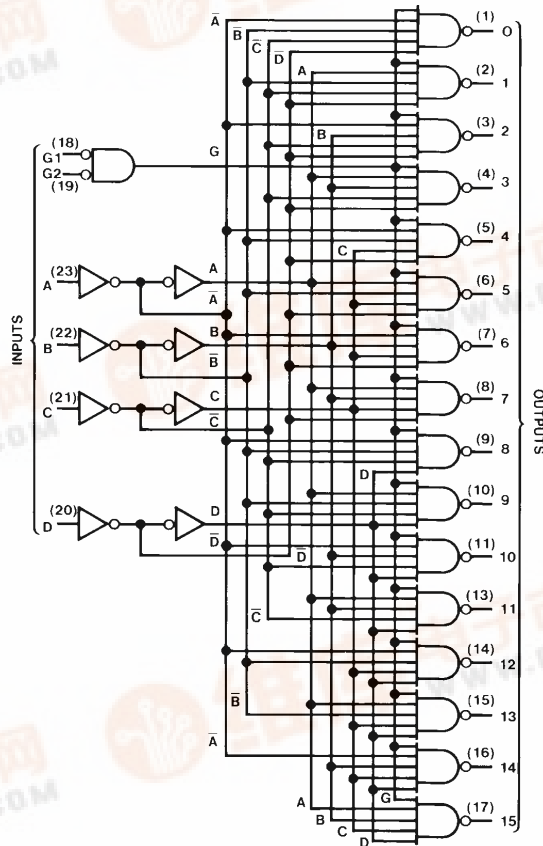 A̅
B̅
C̅
D̅
(1)
0
A
(2)
1
B
(3)
2
(18)
G1
G2
(19)
G
(4)
3
(5)
4
C
(6)
5
(23)
A
A
A̅
(7)
6
(22)
B
B
B̅
(8)
7
(21)
C
C
C̅
(9)
8
D
(10)
9
(20)
D
D
D̅
D̅
(11)
10
(13)
11
C̅
(14)
12
B̅
(15)
13
A̅
(16)
14
G
A
B
C
D
(17)
15
INPUTS
OUTPUTS